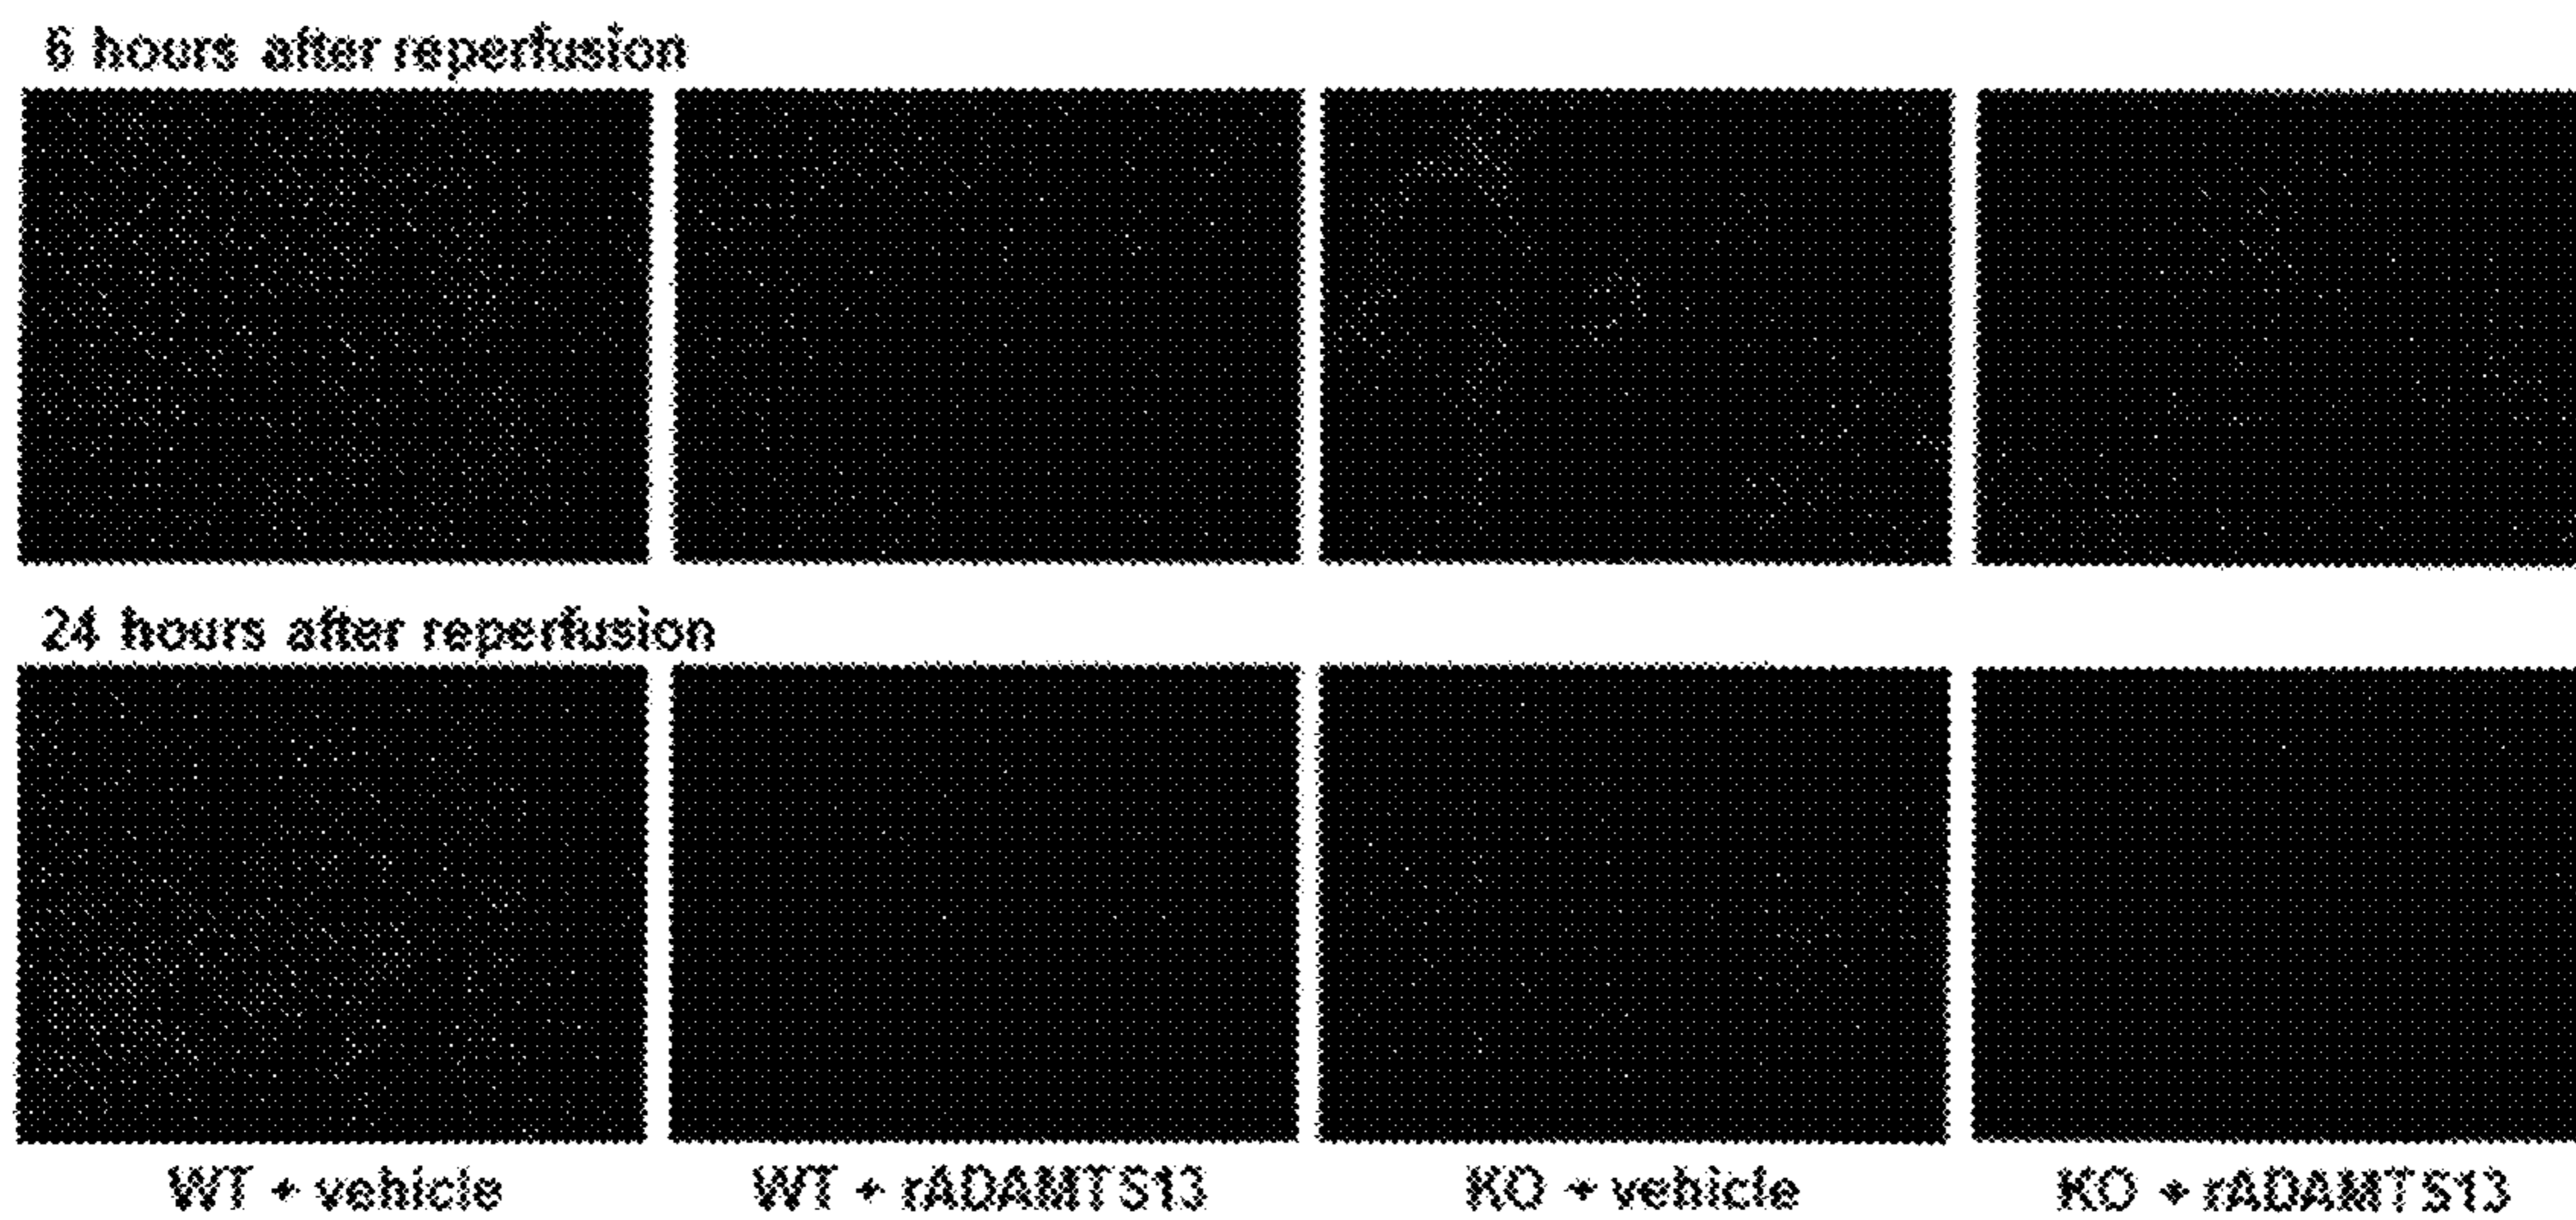 6 hours after reperfusion
24 hours after reperfusion
WT + vehicle WT + rADAMTS13 KO + vehicle KO + rADAMTS13